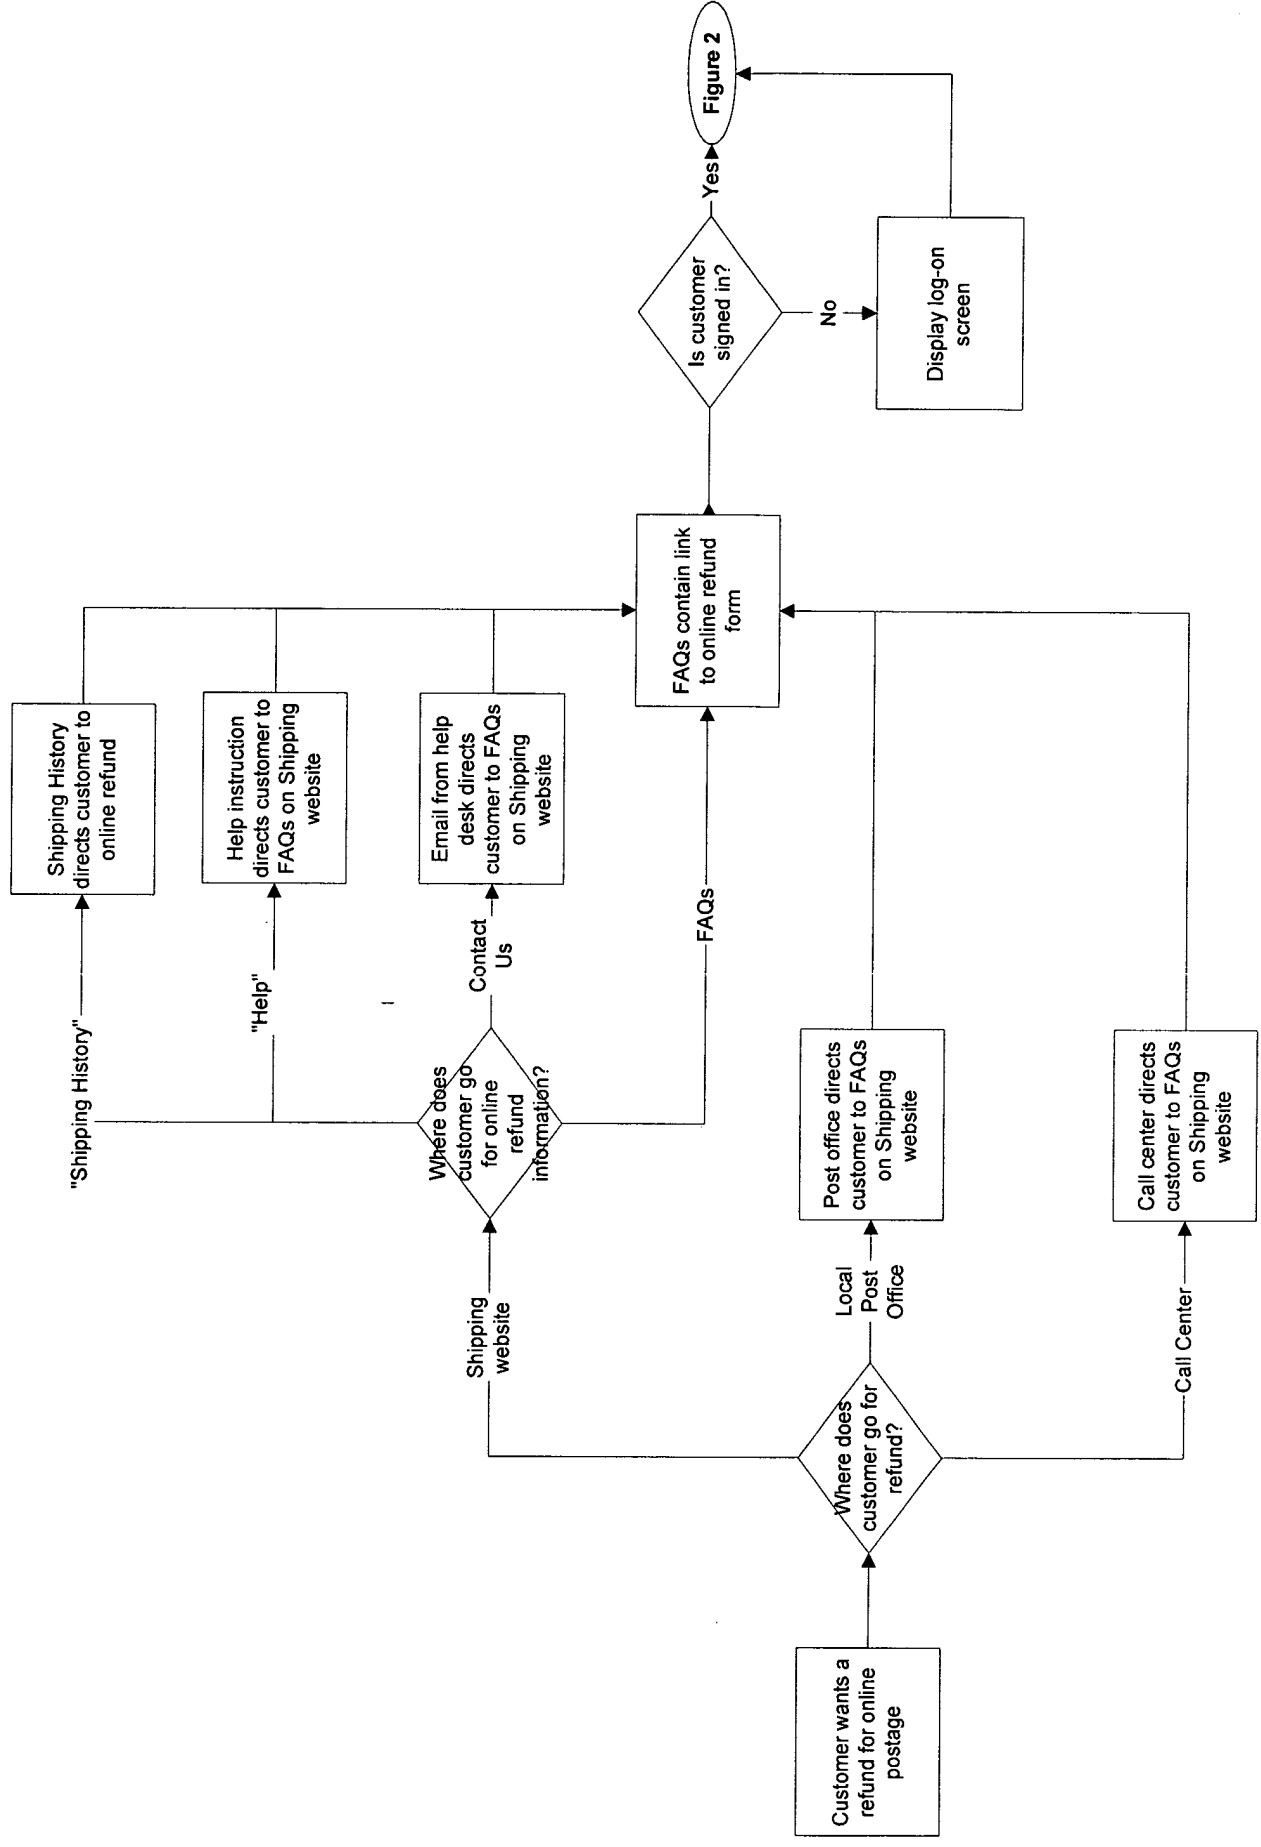 Customer wants a
refund for online
postage
Where does
customer go for
refund?
Shipping
website
Local
Post
Office
Call Center
Where does
customer go
for online
refund
information?
Post office directs
customer to FAQs
on Shipping
website
Call center directs
customer to FAQs
on Shipping
website
"Shipping History"
"Help"
Contact
Us
FAQs
Shipping History
directs customer to
online refund
Help instruction
directs customer to
FAQs on Shipping
website
Email from help
desk directs
customer to FAQs
on Shipping
website
FAQs contain link
to online refund
form
Is customer
signed in?
Yes
No
Display log-on
screen
Figure 2